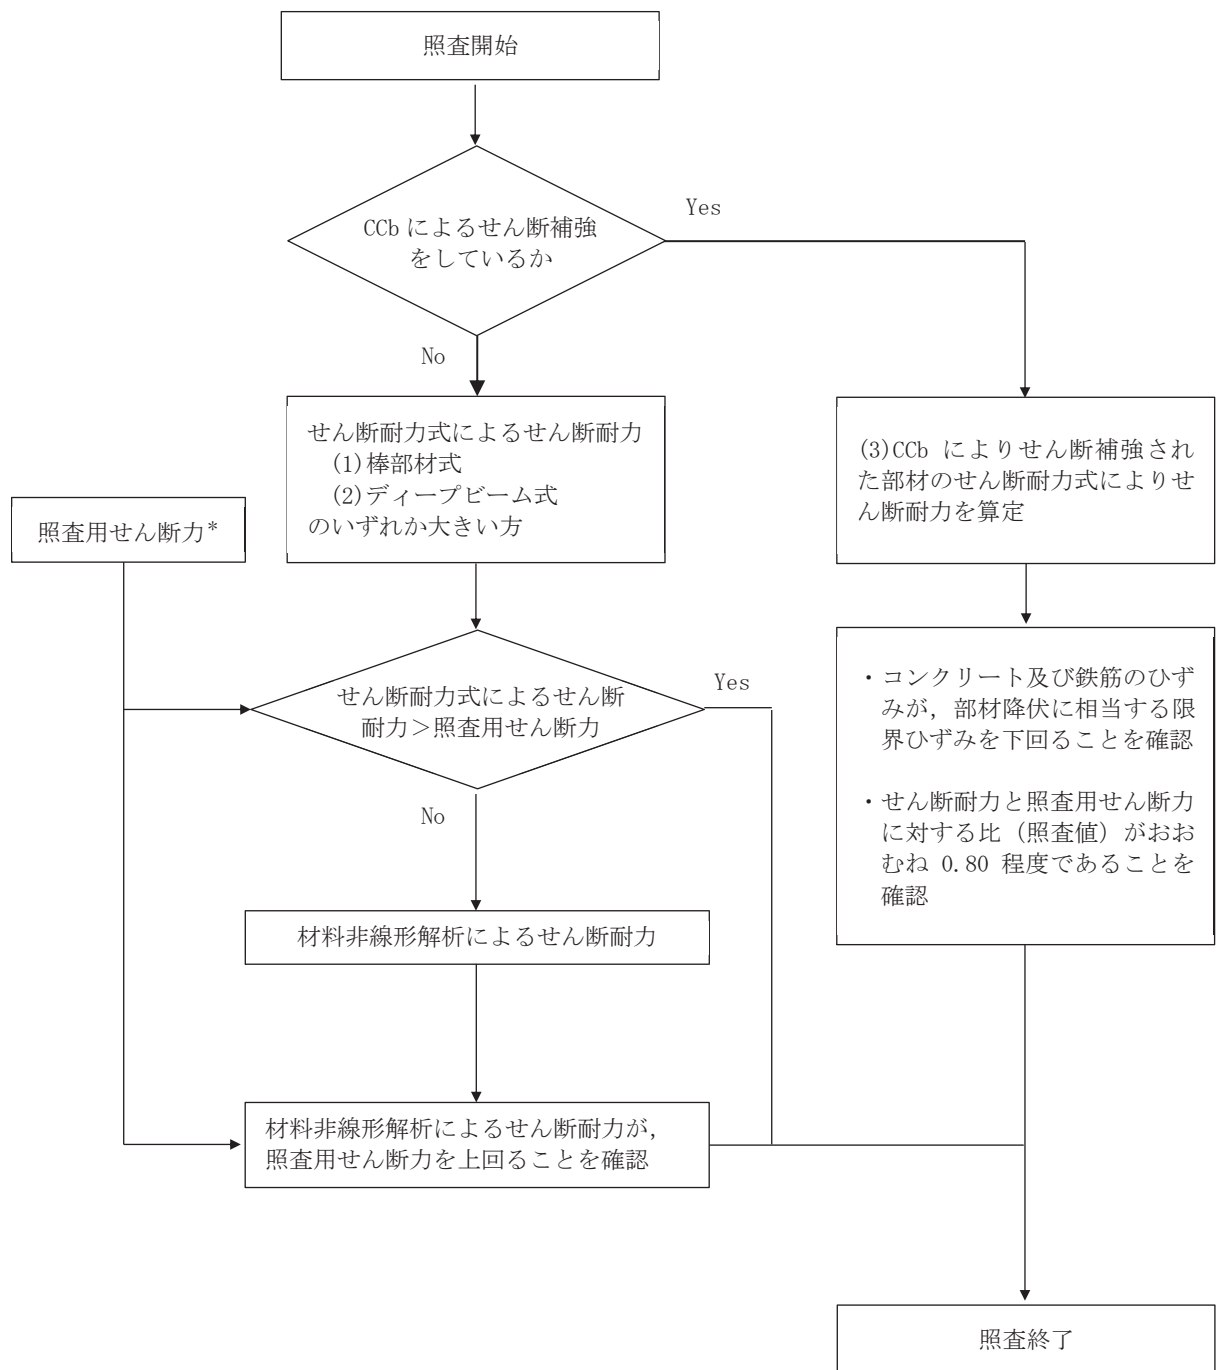 照査開始
CCb によるせん断補強
をしているか
Yes
No
せん断耐力式によるせん断耐力
(1)棒部材式
(2)ディープビーム式
のいずれか大きい方
(3)CCb によりせん断補強され
た部材のせん断耐力式によりせ
ん断耐力を算定
照査用せん断力*
せん断耐力式によるせん断
耐力＞照査用せん断力
Yes
No
・コンクリート及び鉄筋のひず
みが，部材降伏に相当する限
界ひずみを下回ることを確認
・せん断耐力と照査用せん断力
に対する比（照査値）がおお
むね 0.80 程度であることを
確認
材料非線形解析によるせん断耐力
材料非線形解析によるせん断耐力が，
照査用せん断力を上回ることを確認
照査終了